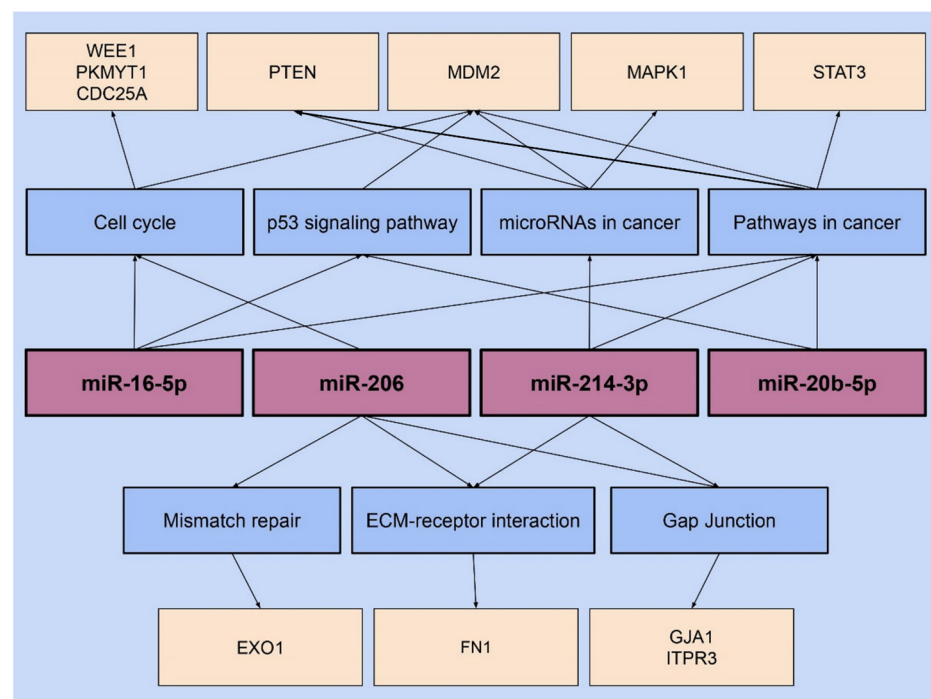 WEE1
PKMYT1
CDC25A
PTEN
MDM2
MAPK1
STAT3
Cell cycle
p53 signaling pathway
microRNAs in cancer
Pathways in cancer
miR-16-5p
miR-206
miR-214-3p
miR-20b-5p
Mismatch repair
ECM-receptor interaction
Gap Junction
EXO1
FN1
GJA1
ITPR3